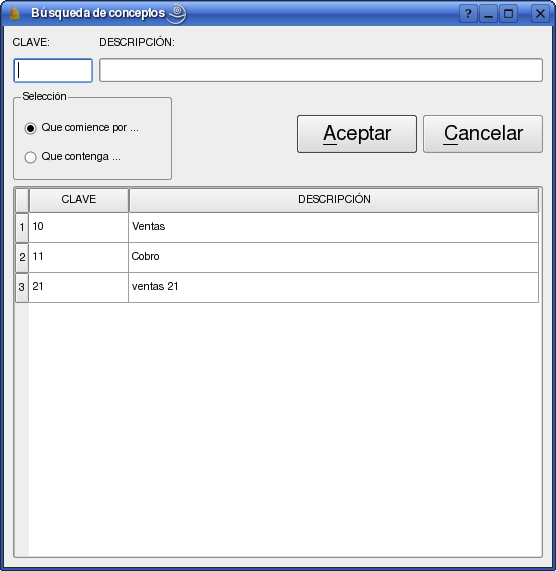 Búsqueda de conceptos
CLAVE: DESCRIPCIÓN:
Selección
Que comience por ...
Que contenga ...
Aceptar Cancelar
CLAVE DESCRIPCIÓN
1 10 Ventas
2 11 Cobro
3 21 ventas 21